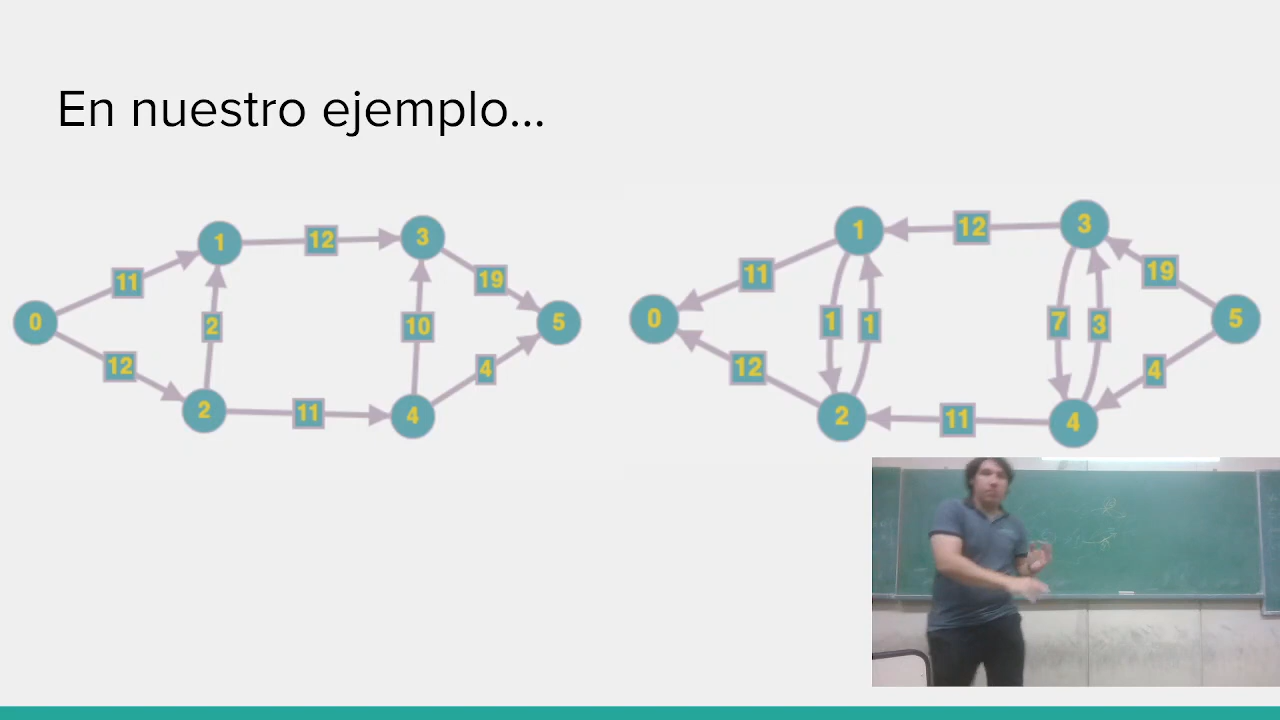 En nuestro ejemplo...
1 12 3
11 19
0 2 10 5
12 4
2 11 4
1 12 3
11 19
0 1 1 7 3 5
12 4
2 11 4